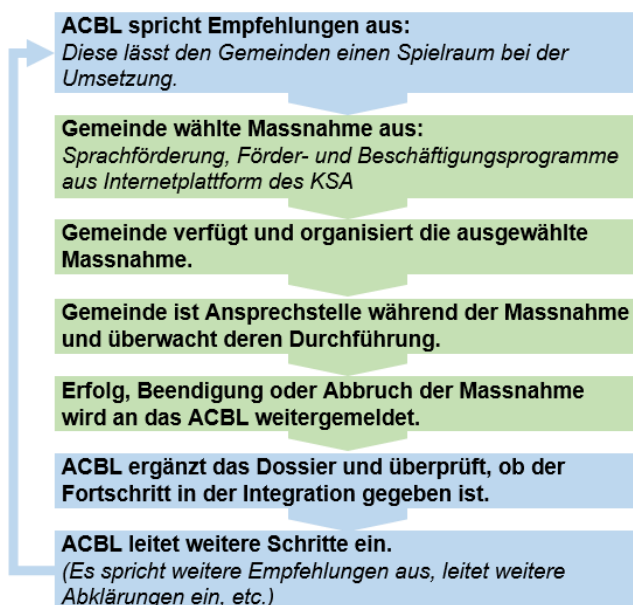 ACBL spricht Empfehlungen aus:
Diese lässt den Gemeinden einen Spielraum bei der
Umsetzung.
Gemeinde wählte Massnahme aus:
Sprachförderung, Förder- und Beschäftigungsprogramme
aus Internetplattform des KSA
Gemeinde verfügt und organisiert die ausgewählte
Massnahme.
Gemeinde ist Ansprechstelle während der Massnahme
und überwacht deren Durchführung.
Erfolg, Beendigung oder Abbruch der Massnahme
wird an das ACBL weitergemeldet.
ACBL ergänzt das Dossier und überprüft, ob der
Fortschritt in der Integration gegeben ist.
ACBL leitet weitere Schritte ein.
(Es spricht weitere Empfehlungen aus, leitet weitere
Abklärungen ein, etc.)